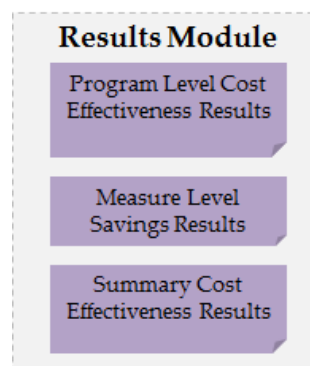 Results Module
Program Level Cost
Effectiveness Results
Measure Level
Savings Results
Summary Cost
Effectiveness Results